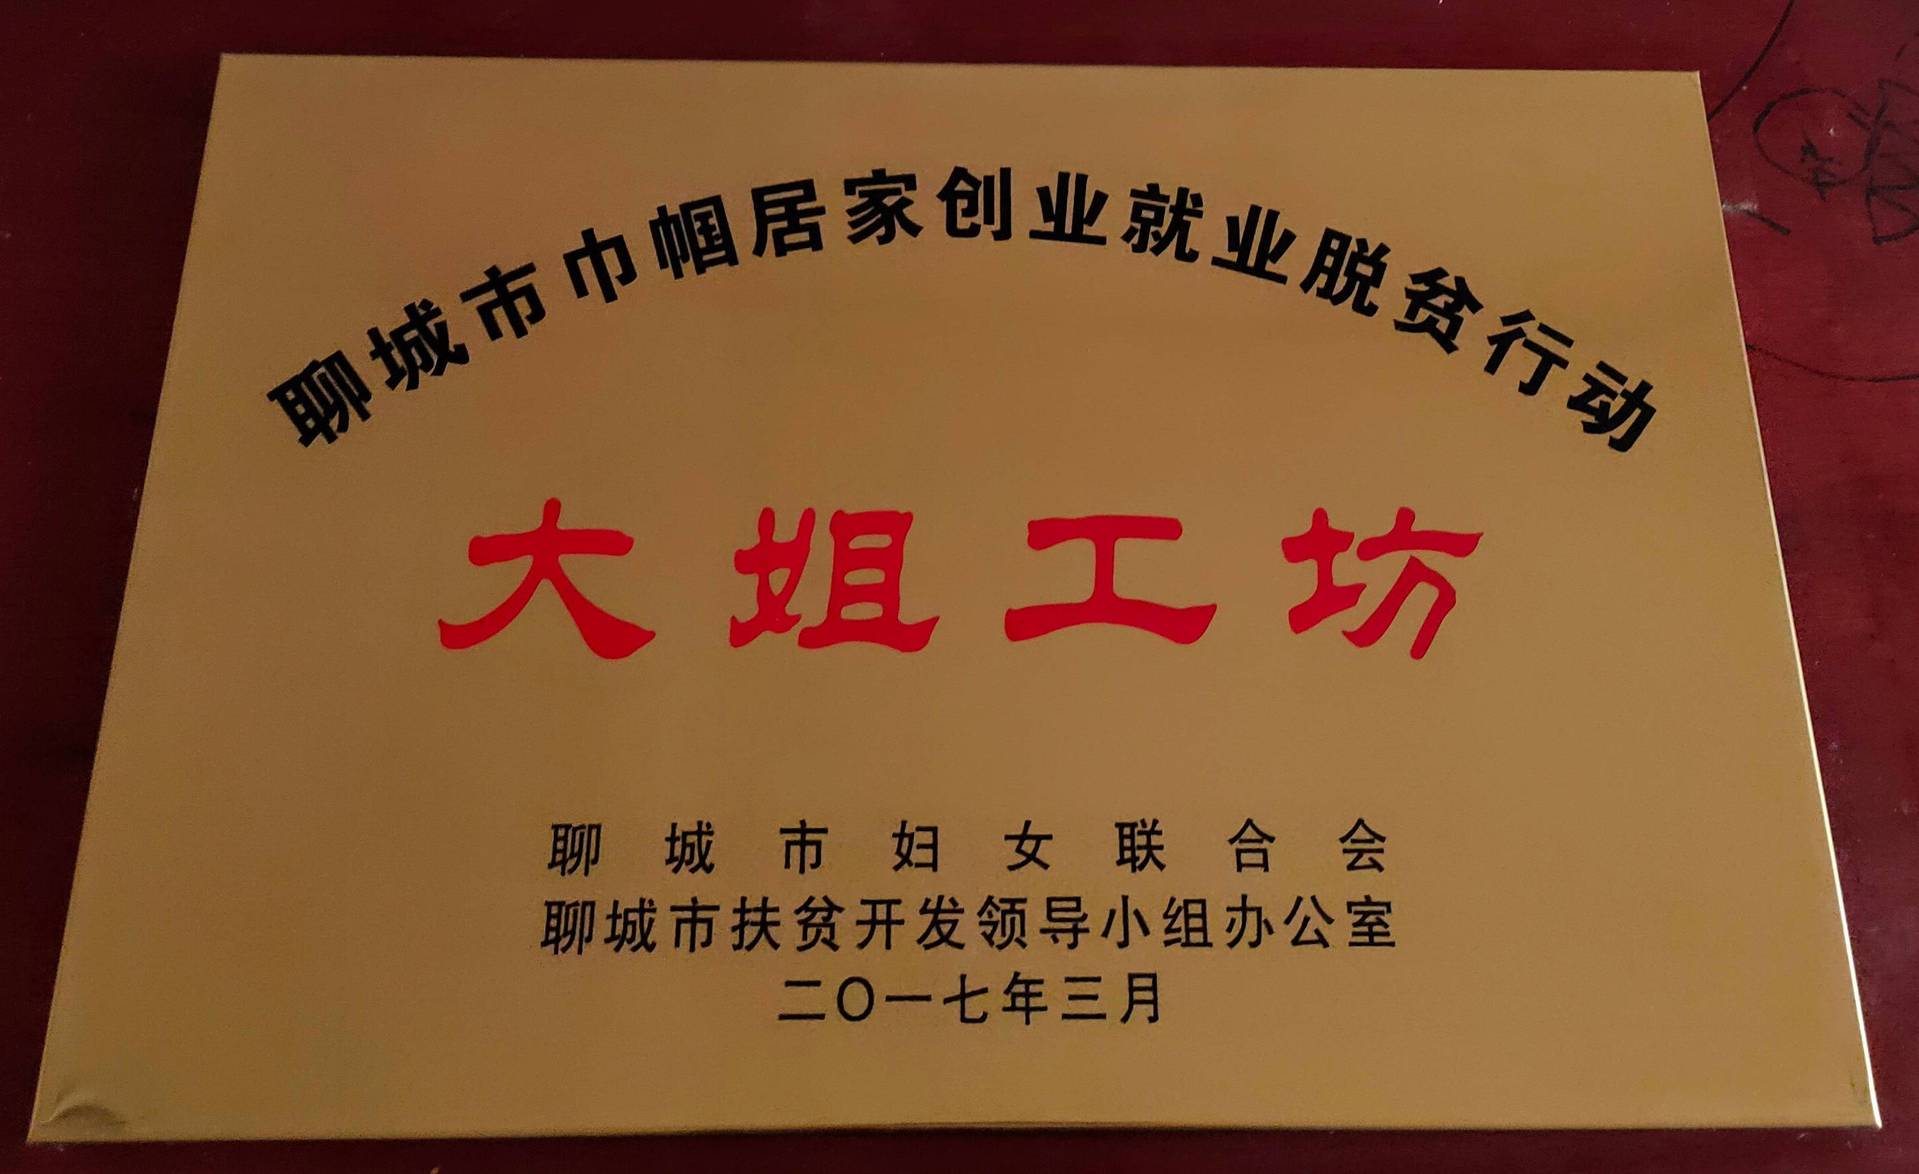 聊城市巾帼居家创业就业脱贫行动
大姐工坊
聊城市妇女联合会
聊城市扶贫开发领导小组办公室
二〇一七年三月